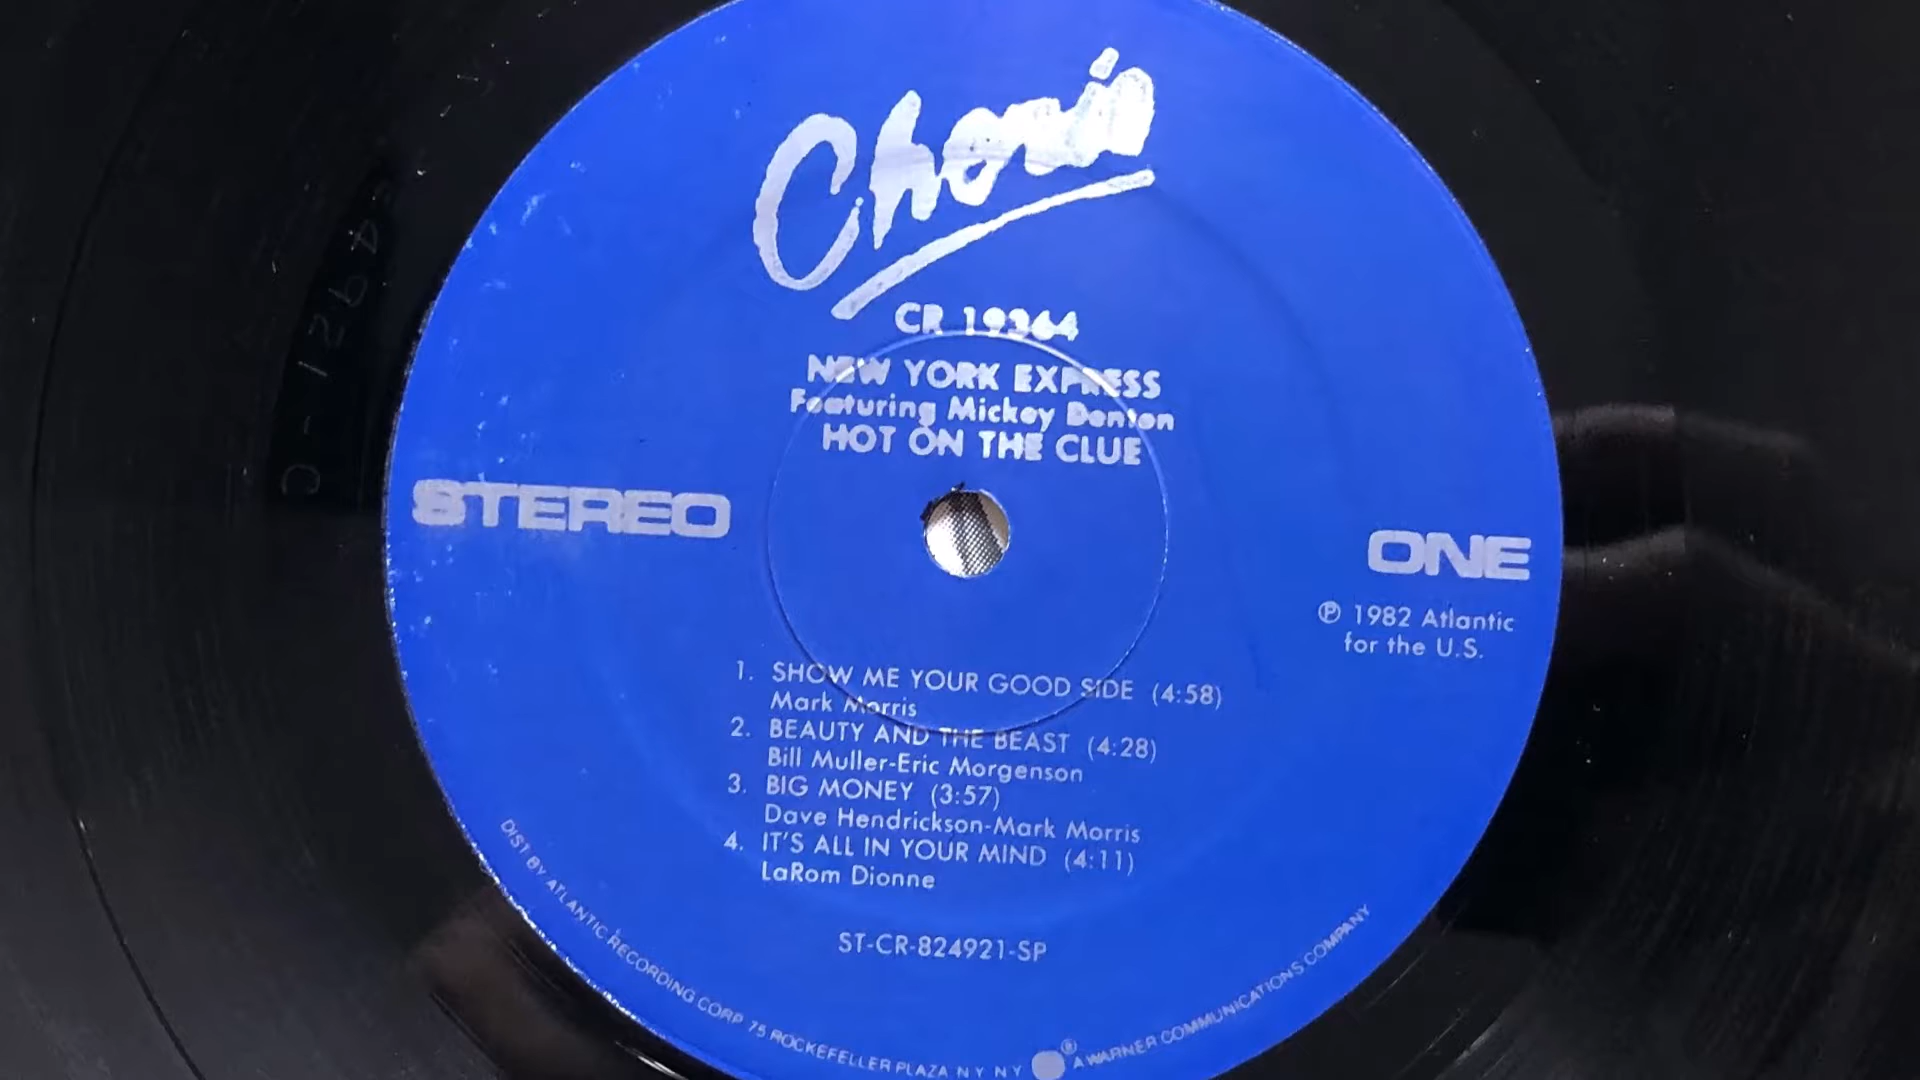 Choris
CR 19364
NEW YORK EXPRESS
Featuring Mickey Denton
HOT ON THE CLUE
STEREO
ONE
℗ 1982 Atlantic
for the U.S.
1. SHOW ME YOUR GOOD SIDE (4:58)
Mark Morris
2. BEAUTY AND THE BEAST (4:28)
Bill Muller-Eric Morgenson
3. BIG MONEY (3:57)
Dave Hendrickson-Mark Morris
4. IT'S ALL IN YOUR MIND (4:11)
LaRom Dionne
ST-CR-824921-SP
DIST BY ATLANTIC RECORDING CORP 75 ROCKEFELLER PLAZA N Y N Y ® A WARNER COMMUNICATIONS COMPANY